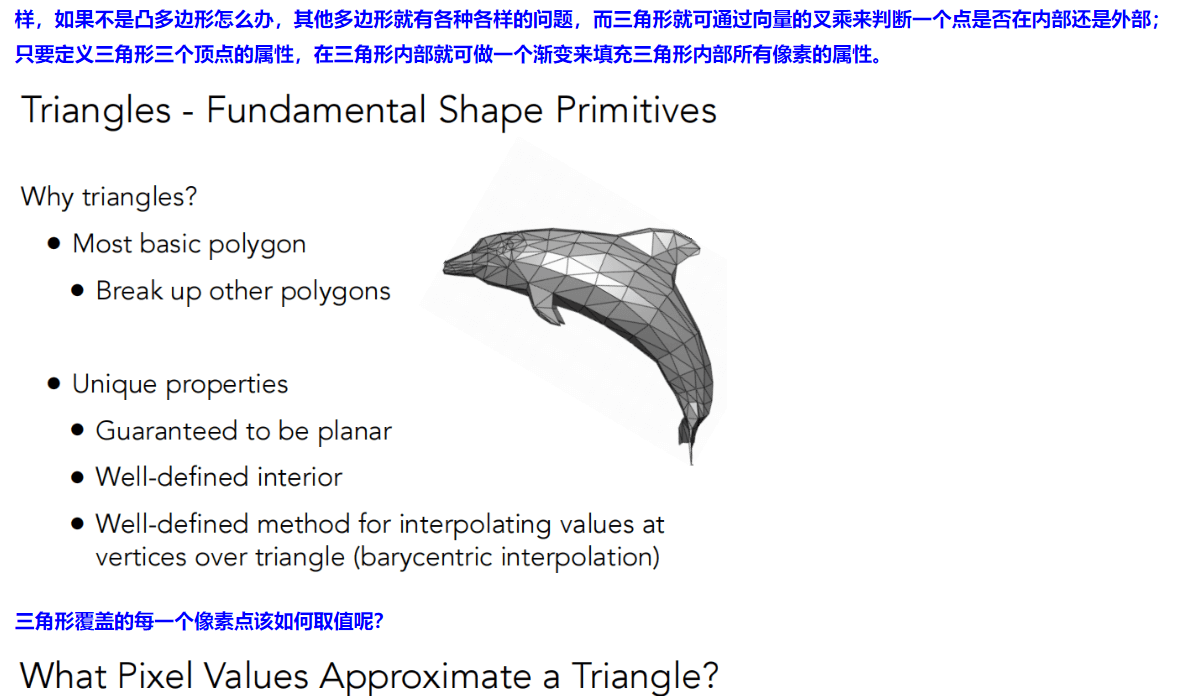 样，如果不是凸多边形怎么办，其他多边形就有各种各样的问题，而三角形就可通过向量的叉乘来判断一个点是否在内部还是外部；
只要定义三角形三个顶点的属性，在三角形内部就可做一个渐变来填充三角形内部所有像素的属性。
Triangles - Fundamental Shape Primitives
Why triangles?
● Most basic polygon
● Break up other polygons
● Unique properties
● Guaranteed to be planar
● Well-defined interior
● Well-defined method for interpolating values at
vertices over triangle (barycentric interpolation)
三角形覆盖的每一个像素点该如何取值呢？
What Pixel Values Approximate a Triangle?